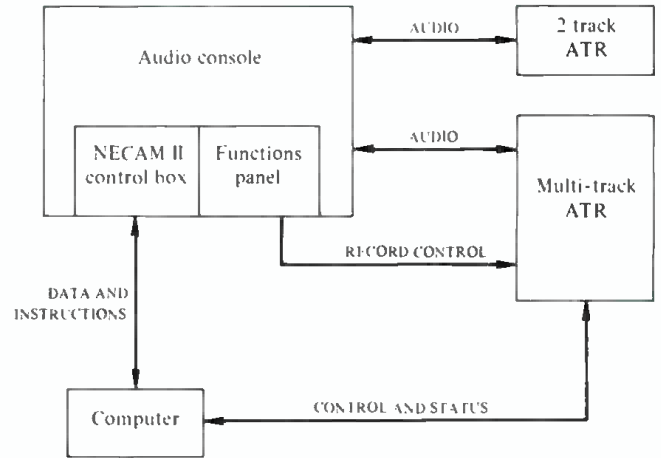 Audio console
AUDIO
2 track
ATR
NECAM II
control box
Functions
panel
AUDIO
Multi-track
ATR
RECORD CONTROL
DATA AND
INSTRUCTIONS
Computer
CONTROL AND STATUS